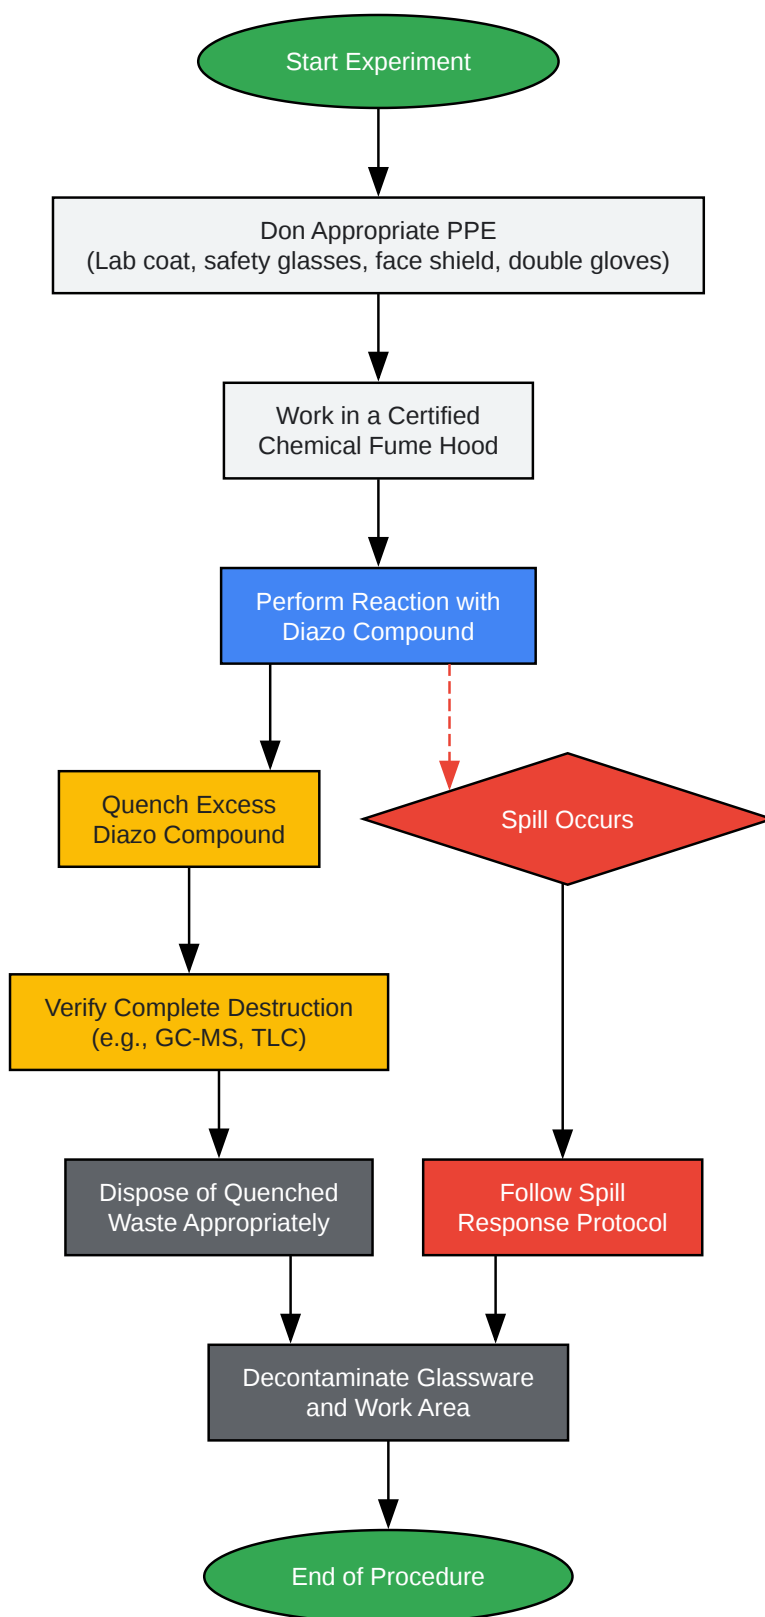 Start Experiment
Don Appropriate PPE
(Lab coat, safety glasses, face shield, double gloves)
Work in a Certified
Chemical Fume Hood
Perform Reaction with
Diazo Compound
Quench Excess
Diazo Compound
Spill Occurs
Verify Complete Destruction
(e.g., GC-MS, TLC)
Dispose of Quenched
Waste Appropriately
Follow Spill
Response Protocol
Decontaminate Glassware
and Work Area
End of Procedure